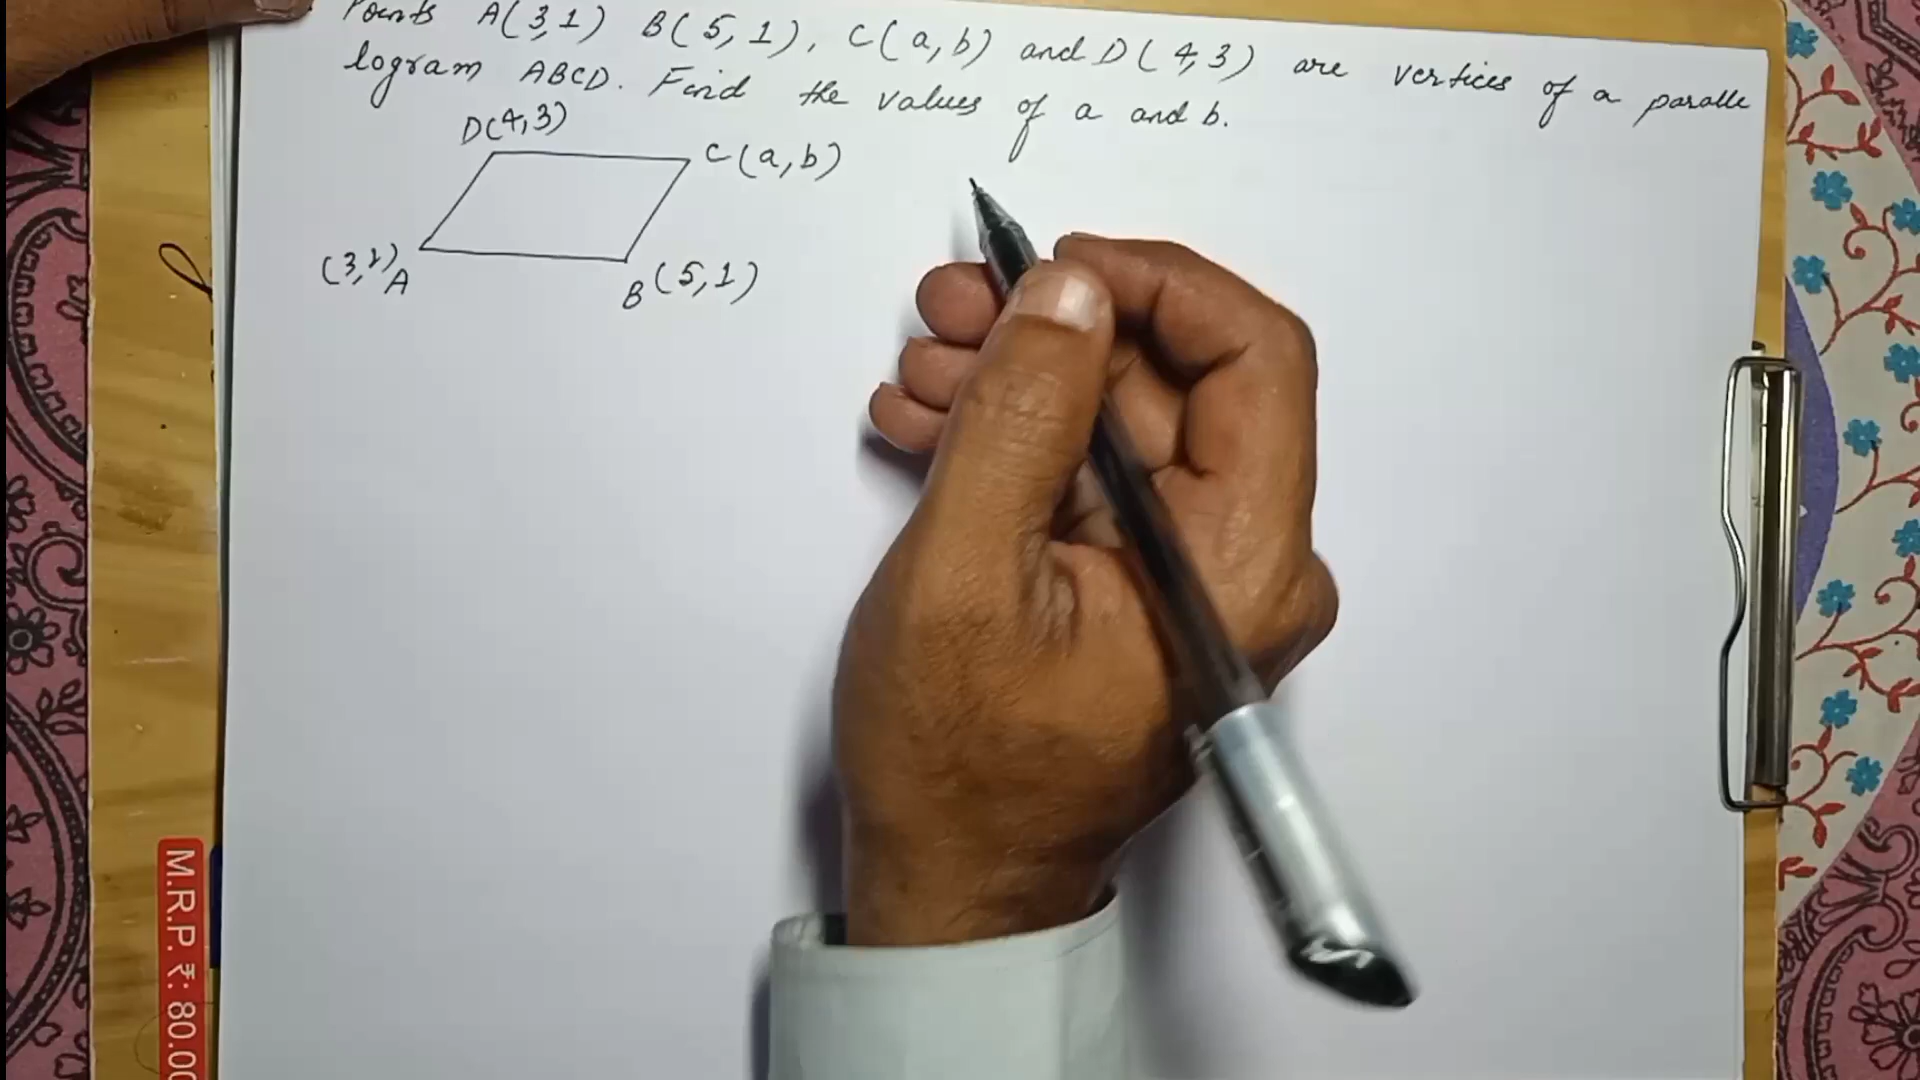 Points A(3,1) B(5,1), C(a,b) and D(4,3) are vertices of a paralle
logram ABCD. Find the values of a and b.
D(4,3)
C(a,b)
(3,1) A
B(5,1)
M.R.P. ₹: 80.00